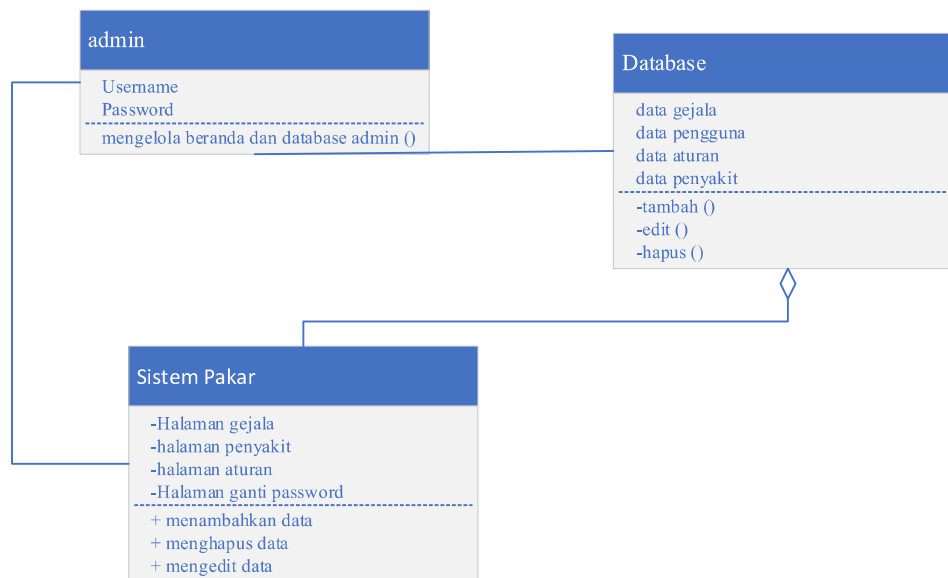 admin
Username
Password
mengelola beranda dan database admin ()
Database
data gejala
data pengguna
data aturan
data penyakit
-tambah ()
-edit ()
-hapus ()
Sistem Pakar
-Halaman gejala
-halaman penyakit
-halaman aturan
-Halaman ganti password
+ menambahkan data
+ menghapus data
+ mengedit data